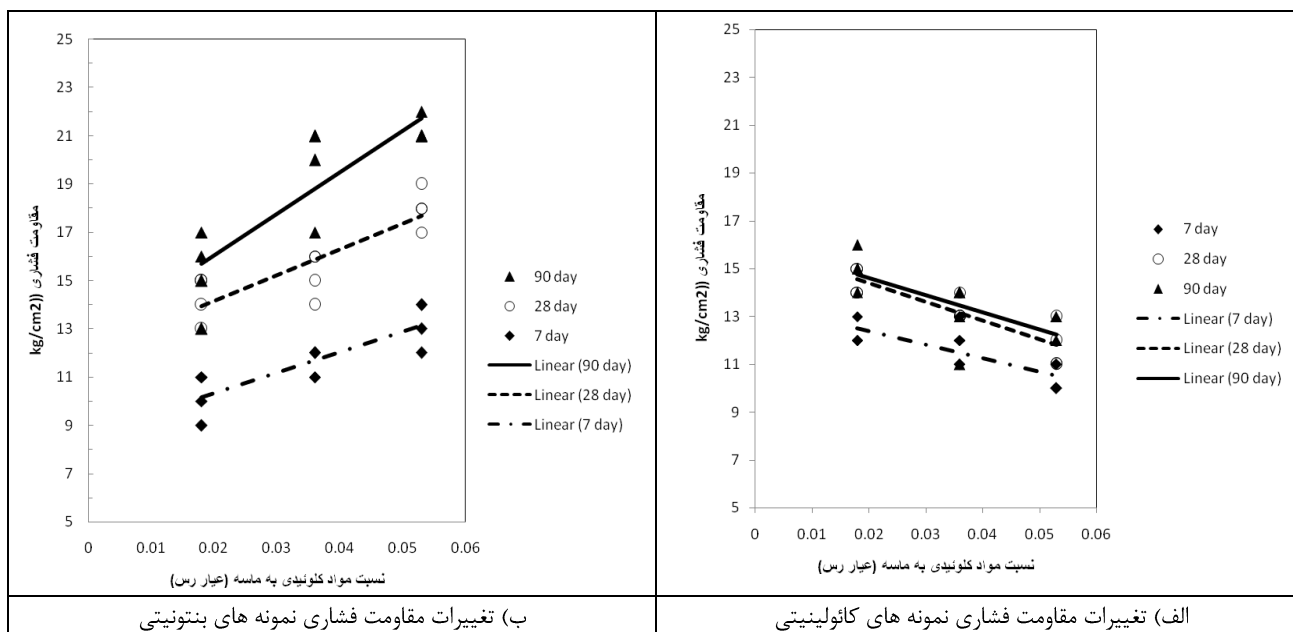 25
23
21
19
17
15
13
11
9
7
5
0
0.01
0.02
0.03
0.04
0.05
0.06
مقاومت فشاری ((kg/cm2
نسبت مواد کلوئیدی به ماسه (عیار رس)
7 day
28 day
90 day
Linear (7 day)
Linear (28 day)
Linear (90 day)
الف) تغییرات مقاومت فشاری نمونه های کائولینیتی
25
23
21
19
17
15
13
11
9
7
5
0
0.01
0.02
0.03
0.04
0.05
0.06
مقاومت فشاری ((kg/cm2
نسبت مواد کلوئیدی به ماسه (عیار رس)
90 day
28 day
7 day
Linear (90 day)
Linear (28 day)
Linear (7 day)
ب) تغییرات مقاومت فشاری نمونه های بنتونیتی